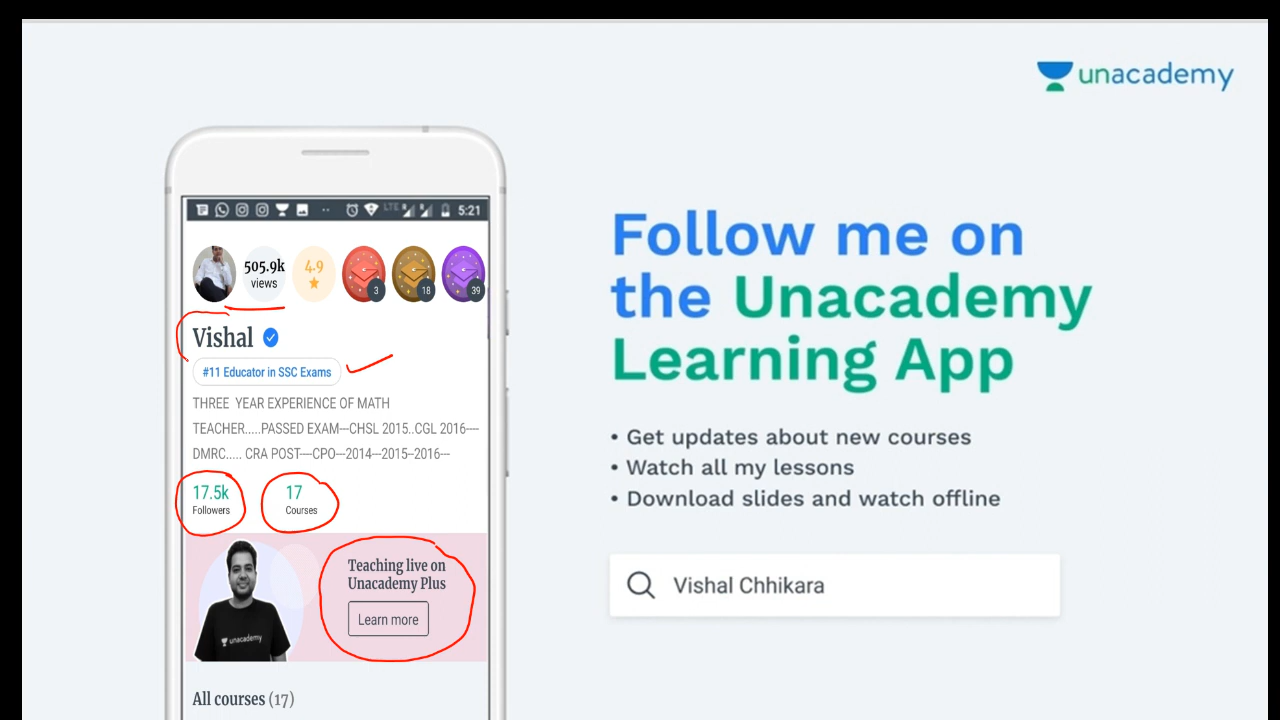 unacademy
LTE 5:21
505.9k
views
4.9
3
18
39
Vishal
#11 Educator in SSC Exams
THREE YEAR EXPERIENCE OF MATH
TEACHER.....PASSED EXAM---CHSL 2015..CGL 2016----
DMRC..... CRA POST----CPO---2014---2015--2016---
17.5k
Followers
17
Courses
Teaching live on
Unacademy Plus
Learn more
unacademy
All courses (17)
Follow me on
the Unacademy
Learning App
• Get updates about new courses
• Watch all my lessons
• Download slides and watch offline
Vishal Chhikara